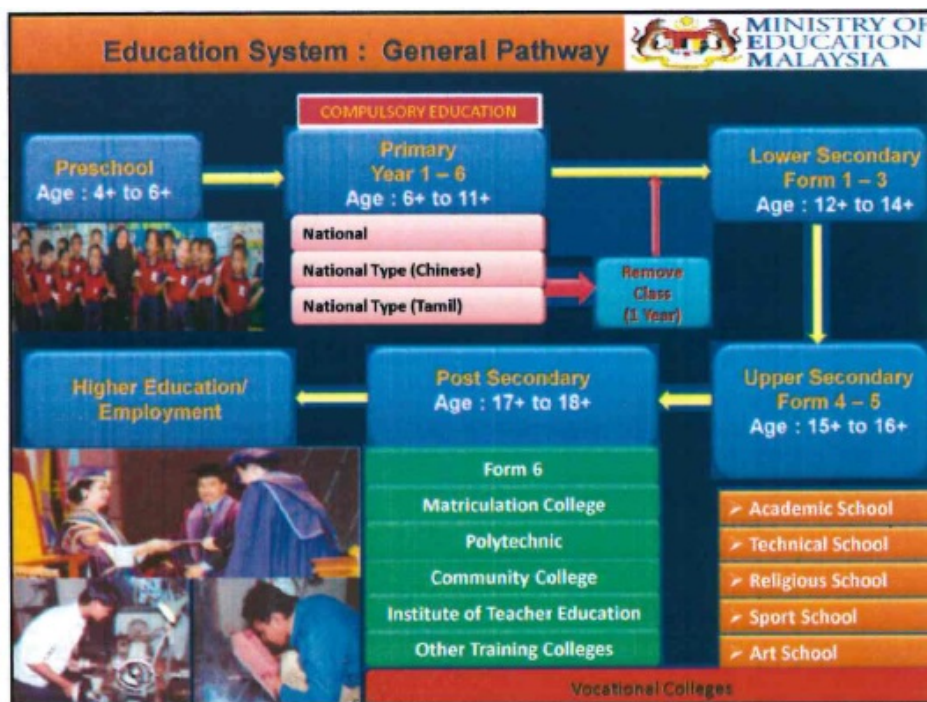 Education System : General Pathway
MINISTRY OF
EDUCATION
MALAYSIA
COMPULSORY EDUCATION
Preschool
Age : 4+ to 6+
Primary
Year 1 – 6
Age : 6+ to 11+
Lower Secondary
Form 1 – 3
Age : 12+ to 14+
National
National Type (Chinese)
National Type (Tamil)
Remove
Class
(1 Year)
Higher Education/
Employment
Post Secondary
Age : 17+ to 18+
Upper Secondary
Form 4 – 5
Age : 15+ to 16+
Form 6
Matriculation College
Polytechnic
Community College
Institute of Teacher Education
Other Training Colleges
➢ Academic School
➢ Technical School
➢ Religious School
➢ Sport School
➢ Art School
Vocational Colleges